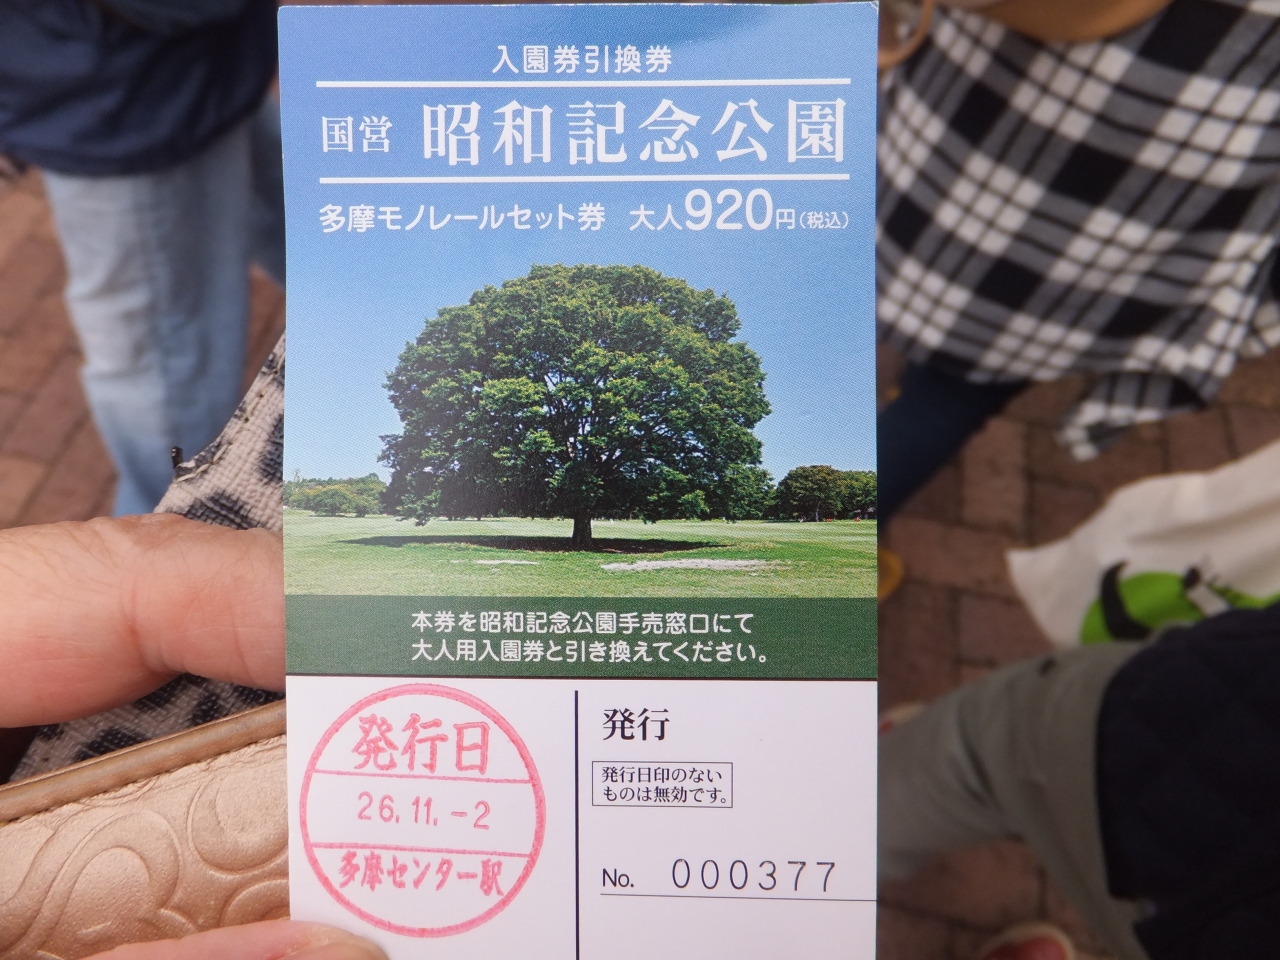 入園券引換券
国営 昭和記念公園
多摩モノレールセット券 大人920円(税込)
本券を昭和記念公園手売窓口にて
大人用入園券と引き換えてください。
発行日
26.11.-2
多摩センター駅
発行
発行日印のない
ものは無効です。
No. 000377